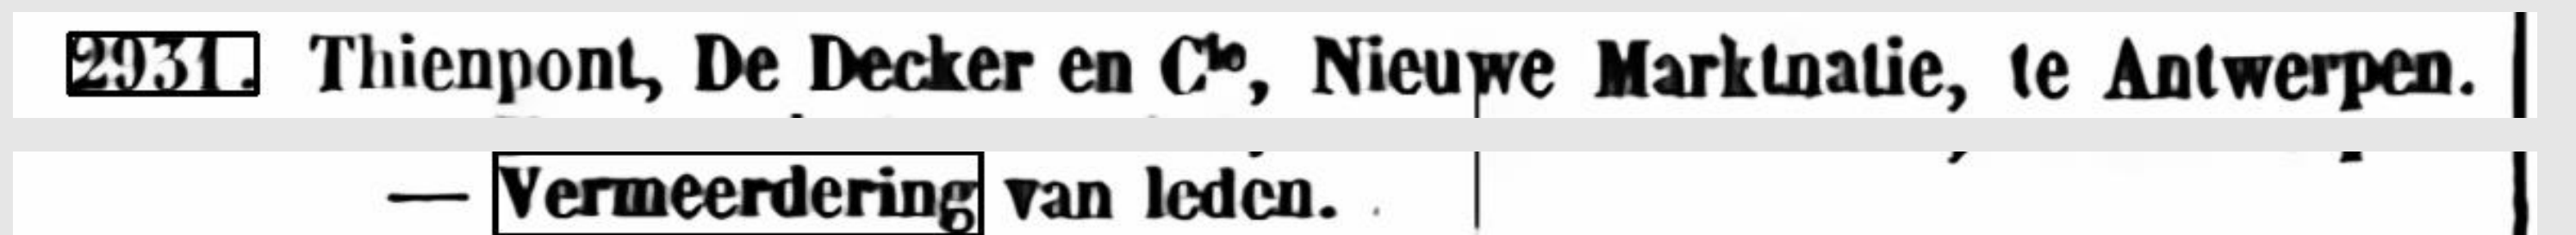 2931. Thienpont, De Decker en Cie, Nieuwe Marktnatie, te Antwerpen.
— Vermeerdering van leden.